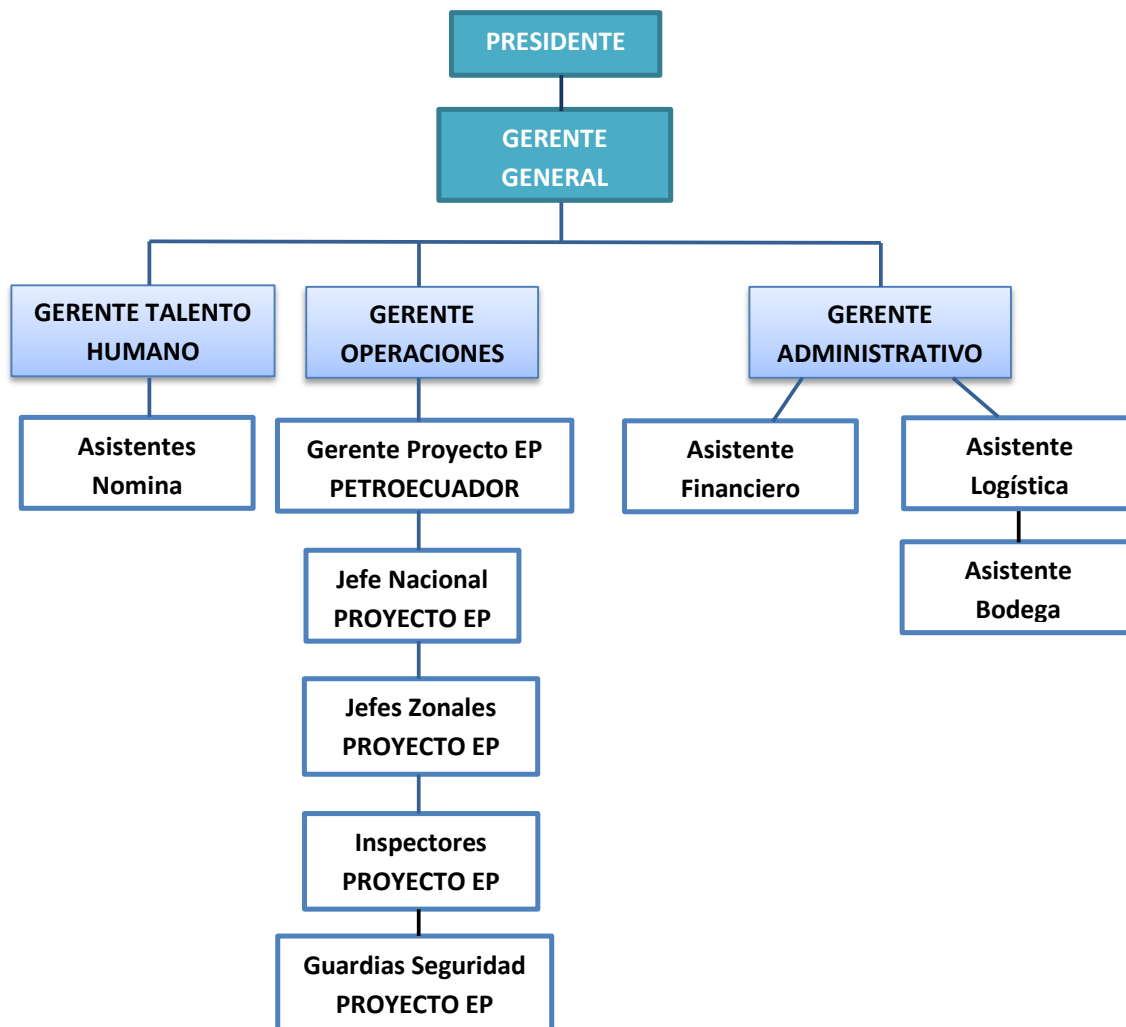 PRESIDENTE
GERENTE
GENERAL
GERENTE TALENTO
HUMANO
GERENTE
OPERACIONES
GERENTE
ADMINISTRATIVO
Asistentes
Nomina
Gerente Proyecto EP
PETROECUADOR
Asistente
Financiero
Asistente
Logística
Jefe Nacional
PROYECTO EP
Asistente
Bodega
Jefes Zonales
PROYECTO EP
Inspectores
PROYECTO EP
Guardias Seguridad
PROYECTO EP